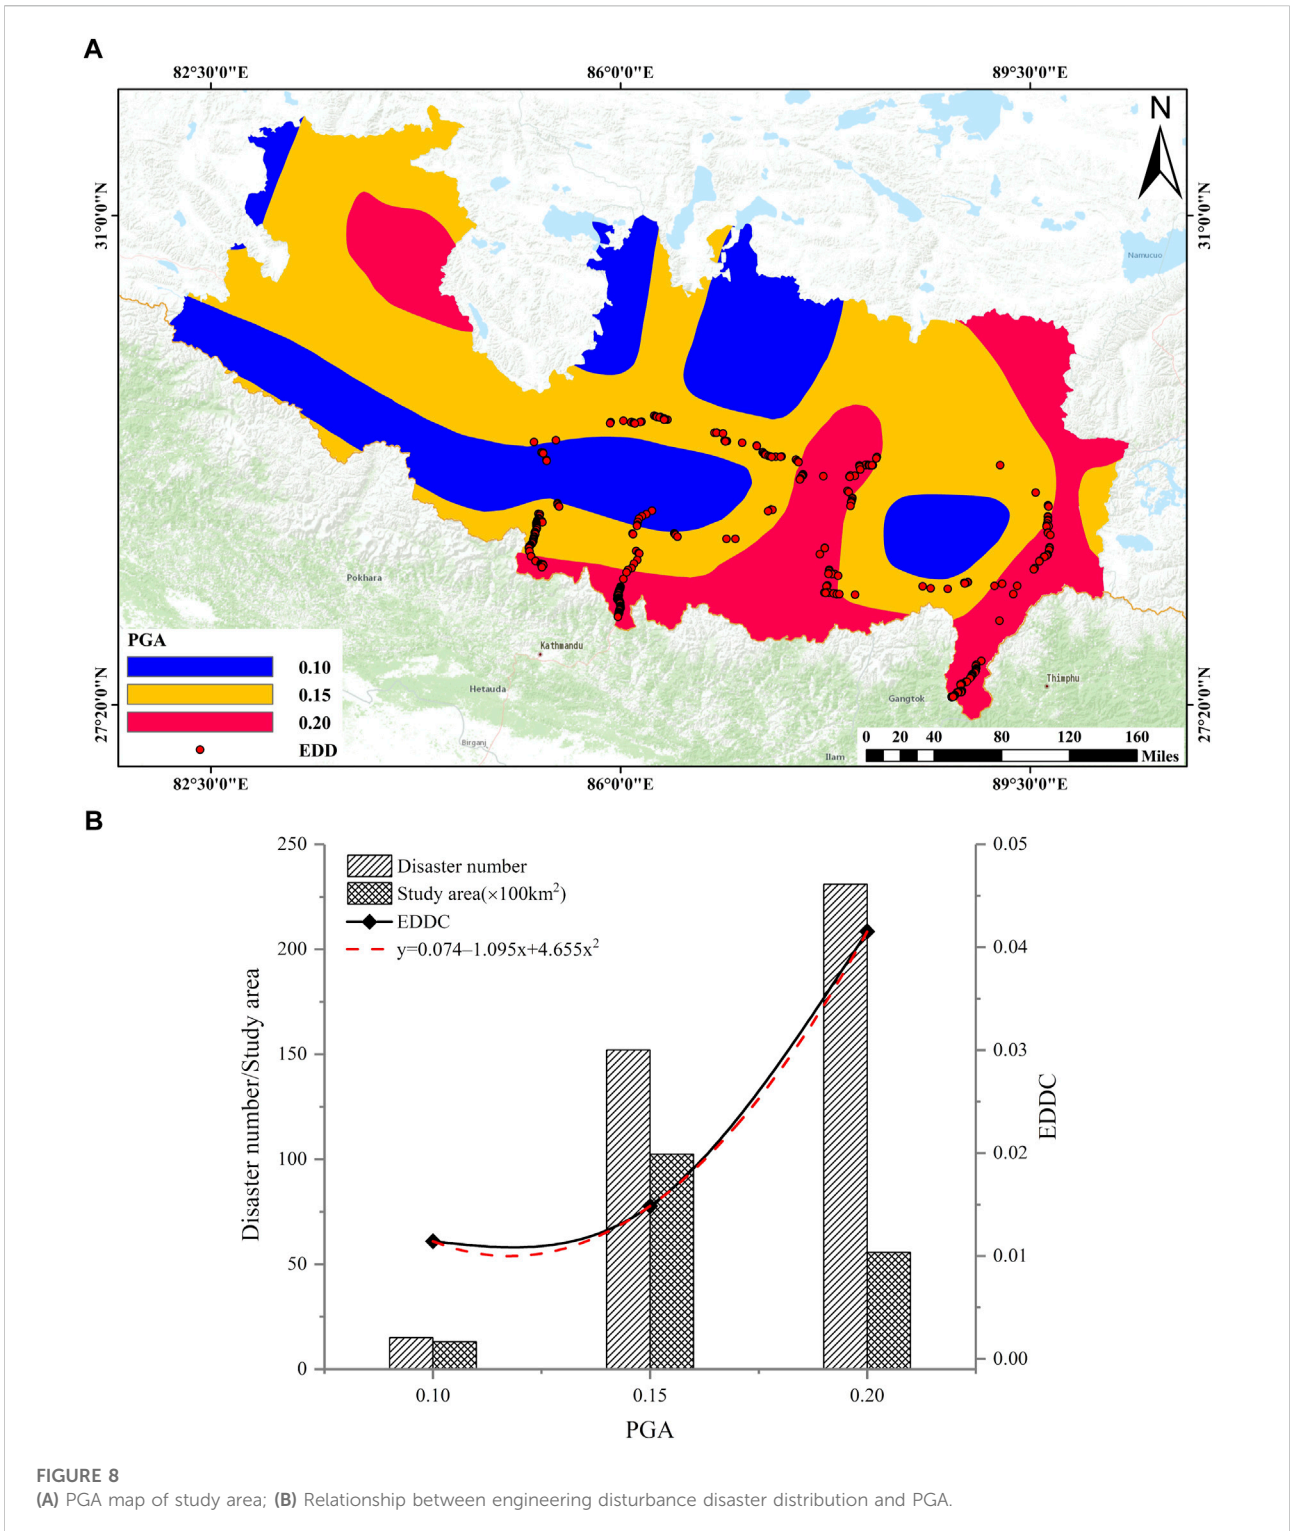 A
82°30'0"E
86°0'0"E
89°30'0"E
N
31°0'0"N
31°0'0"N
Namucuo
Pokhara
Kathmandu
Hetauda
Birganj
Gangtok
Thimphu
Ilam
27°20'0"N
27°20'0"N
PGA
0.10
0.15
0.20
EDD
0 20 40 80 120 160
Miles
82°30'0"E
86°0'0"E
89°30'0"E
B
250
200
150
100
50
0
Disaster number/Study area
Disaster number
Study area(×100km²)
EDDC
y=0.074–1.095x+4.655x²
0.05
0.04
0.03
0.02
0.01
0.00
EDDC
0.10
0.15
0.20
PGA
FIGURE 8
(A) PGA map of study area; (B) Relationship between engineering disturbance disaster distribution and PGA.